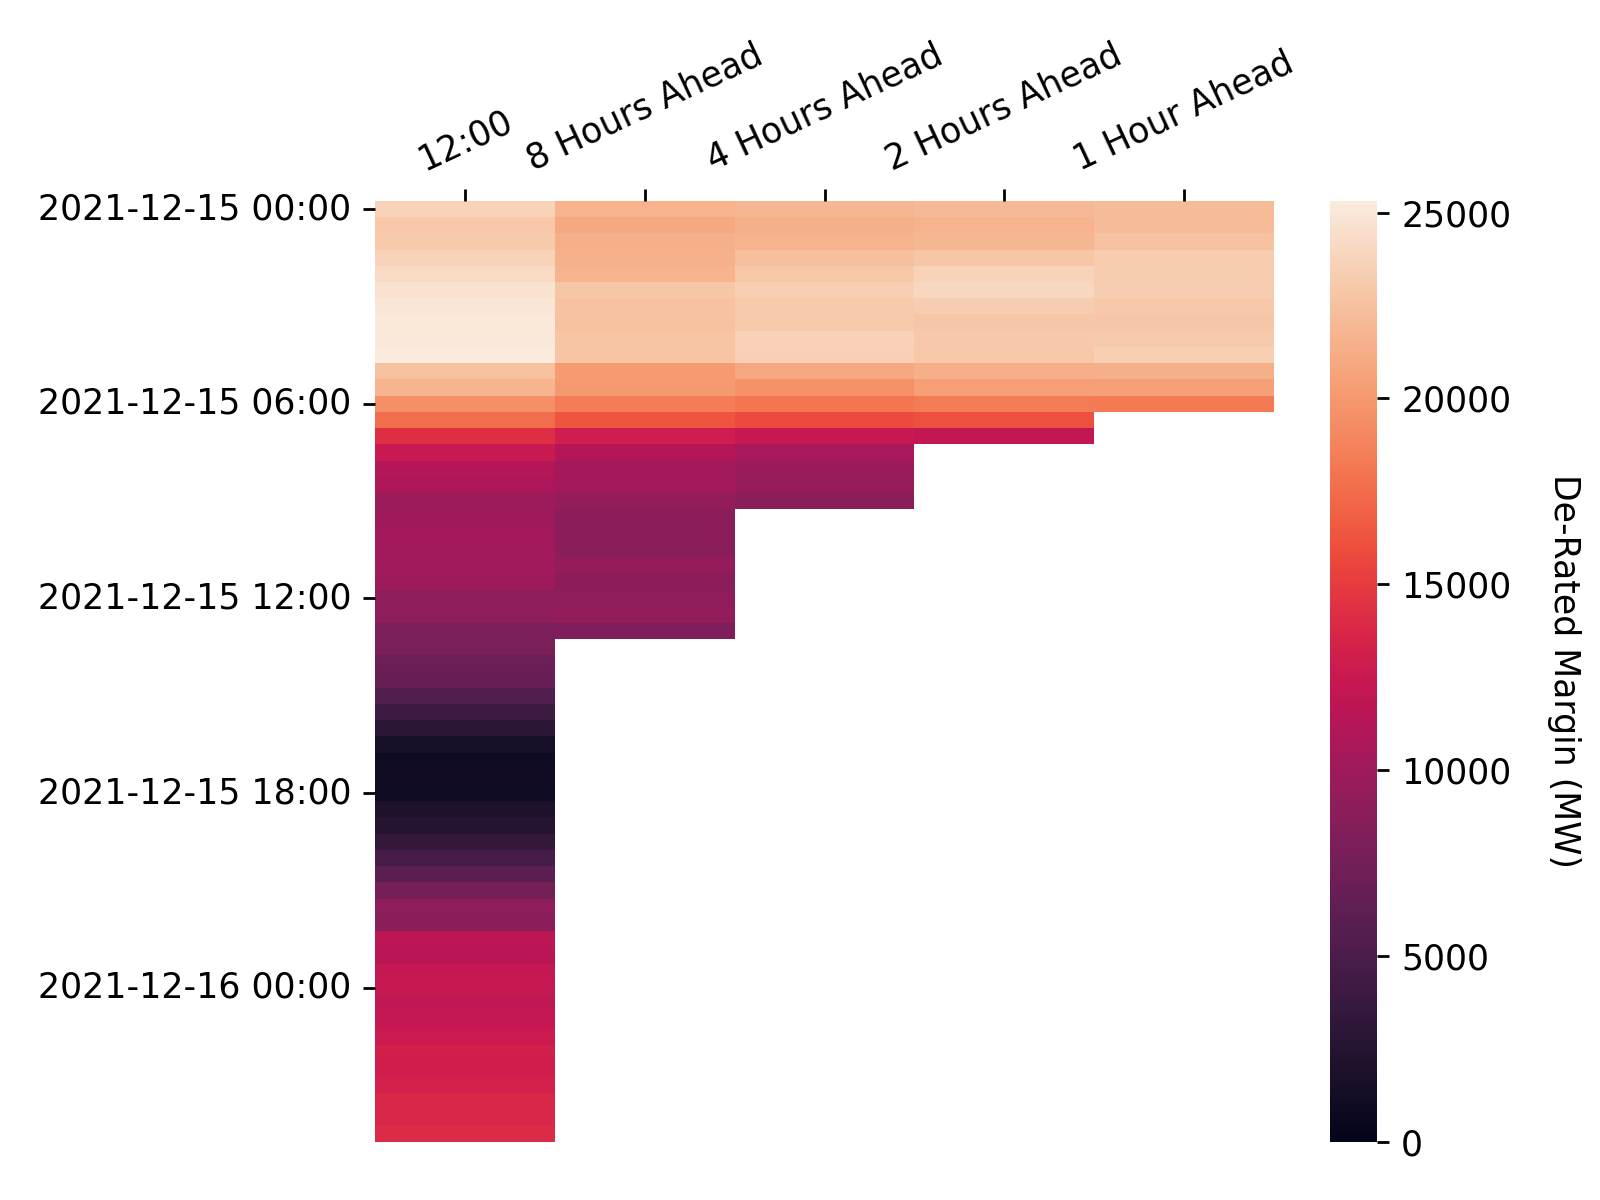 12:00
8 Hours Ahead
4 Hours Ahead
2 Hours Ahead
1 Hour Ahead
2021-12-15 00:00
2021-12-15 06:00
2021-12-15 12:00
2021-12-15 18:00
2021-12-16 00:00
25000
20000
15000
10000
5000
0
De-Rated Margin (MW)